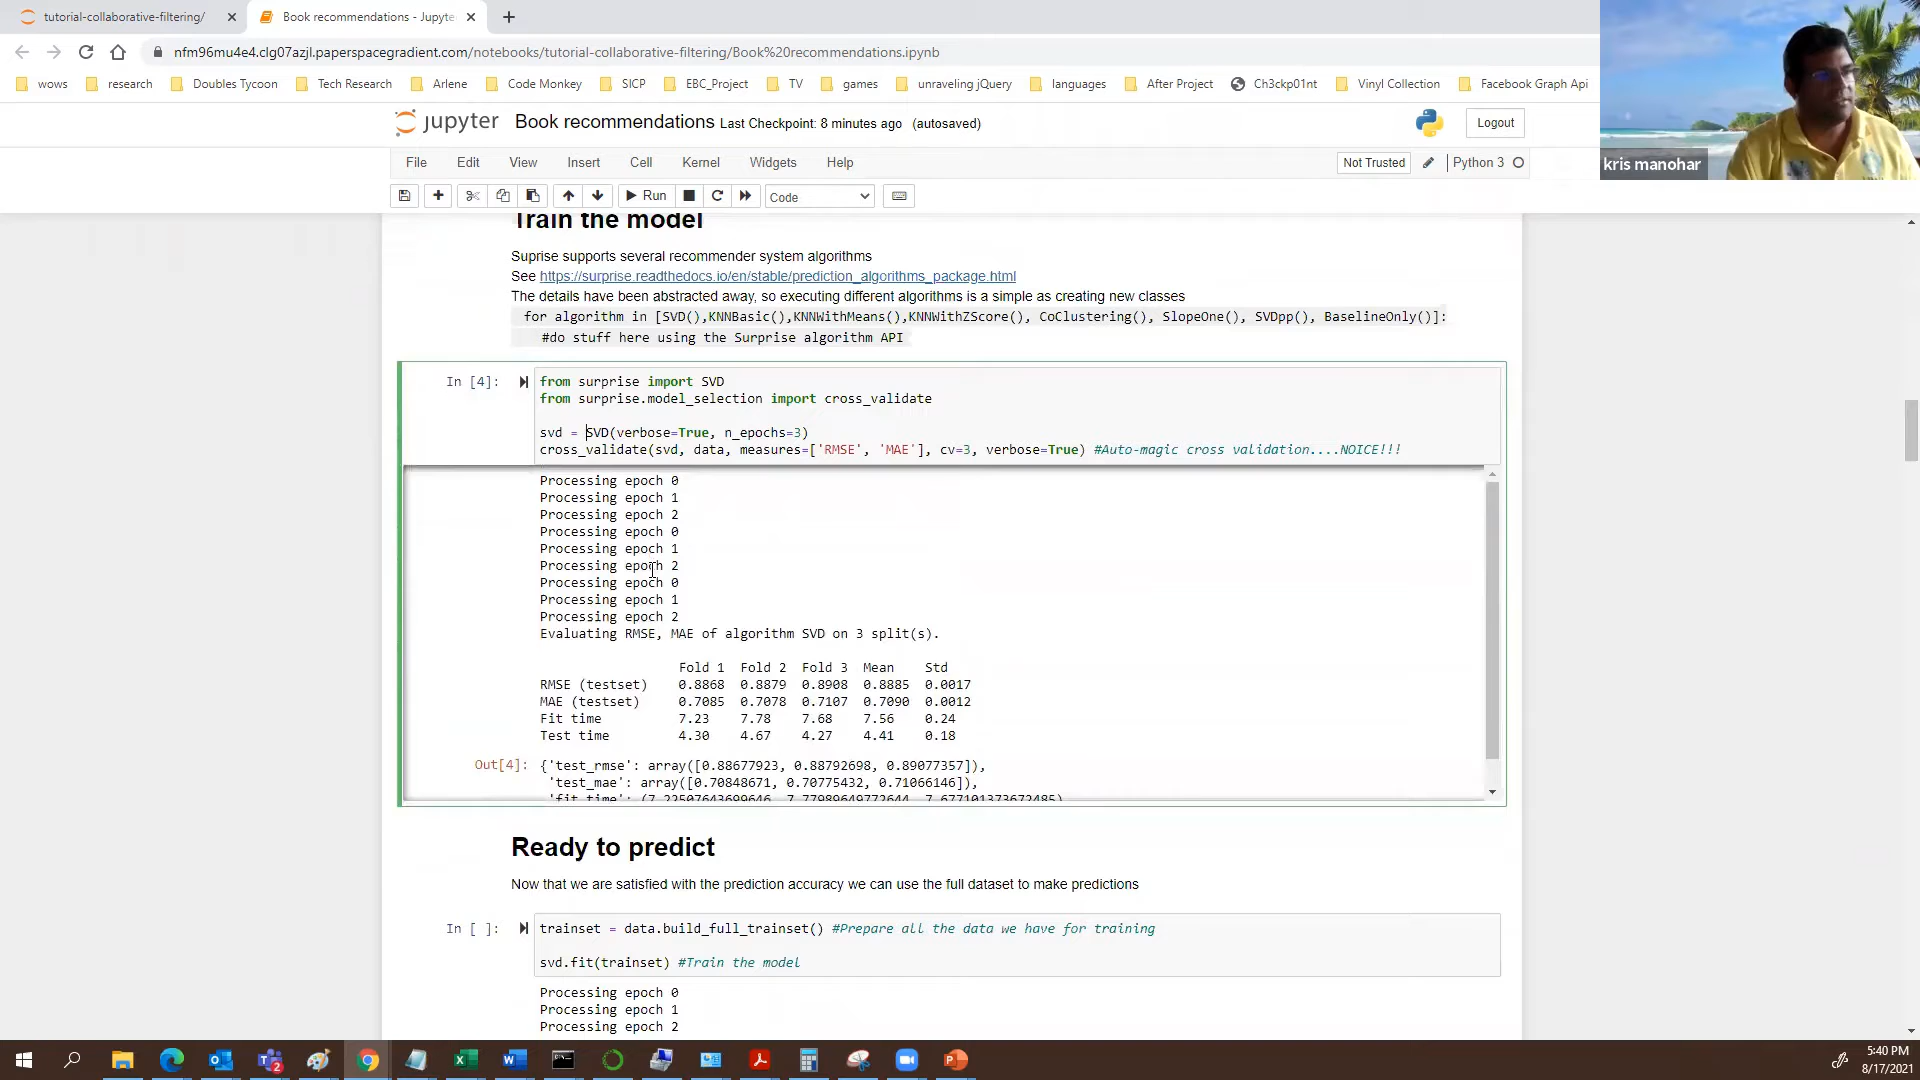 tutorial-collaborative-filtering/
Book recommendations - Jupyte
nfm96mu4e4.clg07azjl.paperspacegradient.com/notebooks/tutorial-collaborative-filtering/Book%20recommendations.ipynb
wows research Doubles Tycoon Tech Research Arlene Code Monkey SICP EBC_Project TV games unraveling jQuery languages After Project Ch3ckp01nt Vinyl Collection Facebook Graph Api
jupyter Book recommendations Last Checkpoint: 8 minutes ago (autosaved)
Logout
kris manohar
File Edit View Insert Cell Kernel Widgets Help
Not Trusted Python 3
Run Code
Train the model
Suprise supports several recommender system algorithms
See https://surprise.readthedocs.io/en/stable/prediction_algorithms_package.html
The details have been abstracted away, so executing different algorithms is a simple as creating new classes
for algorithm in [SVD(),KNNBasic(),KNNWithMeans(),KNNWithZScore(), CoClustering(), SlopeOne(), SVDpp(), BaselineOnly()]:
#do stuff here using the Surprise algorithm API
In [4]:
from surprise import SVD
from surprise.model_selection import cross_validate
svd = SVD(verbose=True, n_epochs=3)
cross_validate(svd, data, measures=['RMSE', 'MAE'], cv=3, verbose=True) #Auto-magic cross validation....NOICE!!!
Processing epoch 0
Processing epoch 1
Processing epoch 2
Processing epoch 0
Processing epoch 1
Processing epoch 2
Processing epoch 0
Processing epoch 1
Processing epoch 2
Evaluating RMSE, MAE of algorithm SVD on 3 split(s).
Fold 1 Fold 2 Fold 3 Mean Std
RMSE (testset) 0.8868 0.8879 0.8908 0.8885 0.0017
MAE (testset) 0.7085 0.7078 0.7107 0.7090 0.0012
Fit time 7.23 7.78 7.68 7.56 0.24
Test time 4.30 4.67 4.27 4.41 0.18
Out[4]: {'test_rmse': array([0.88677923, 0.88792698, 0.89077357]),
'test_mae': array([0.70848671, 0.70775432, 0.71066146]),
'fit_time': (7.22507643699646, 7.77989649772644, 7.677101373672485)
Ready to predict
Now that we are satisfied with the prediction accuracy we can use the full dataset to make predictions
In [ ]:
trainset = data.build_full_trainset() #Prepare all the data we have for training
svd.fit(trainset) #Train the model
Processing epoch 0
Processing epoch 1
Processing epoch 2
5:40 PM
8/17/2021